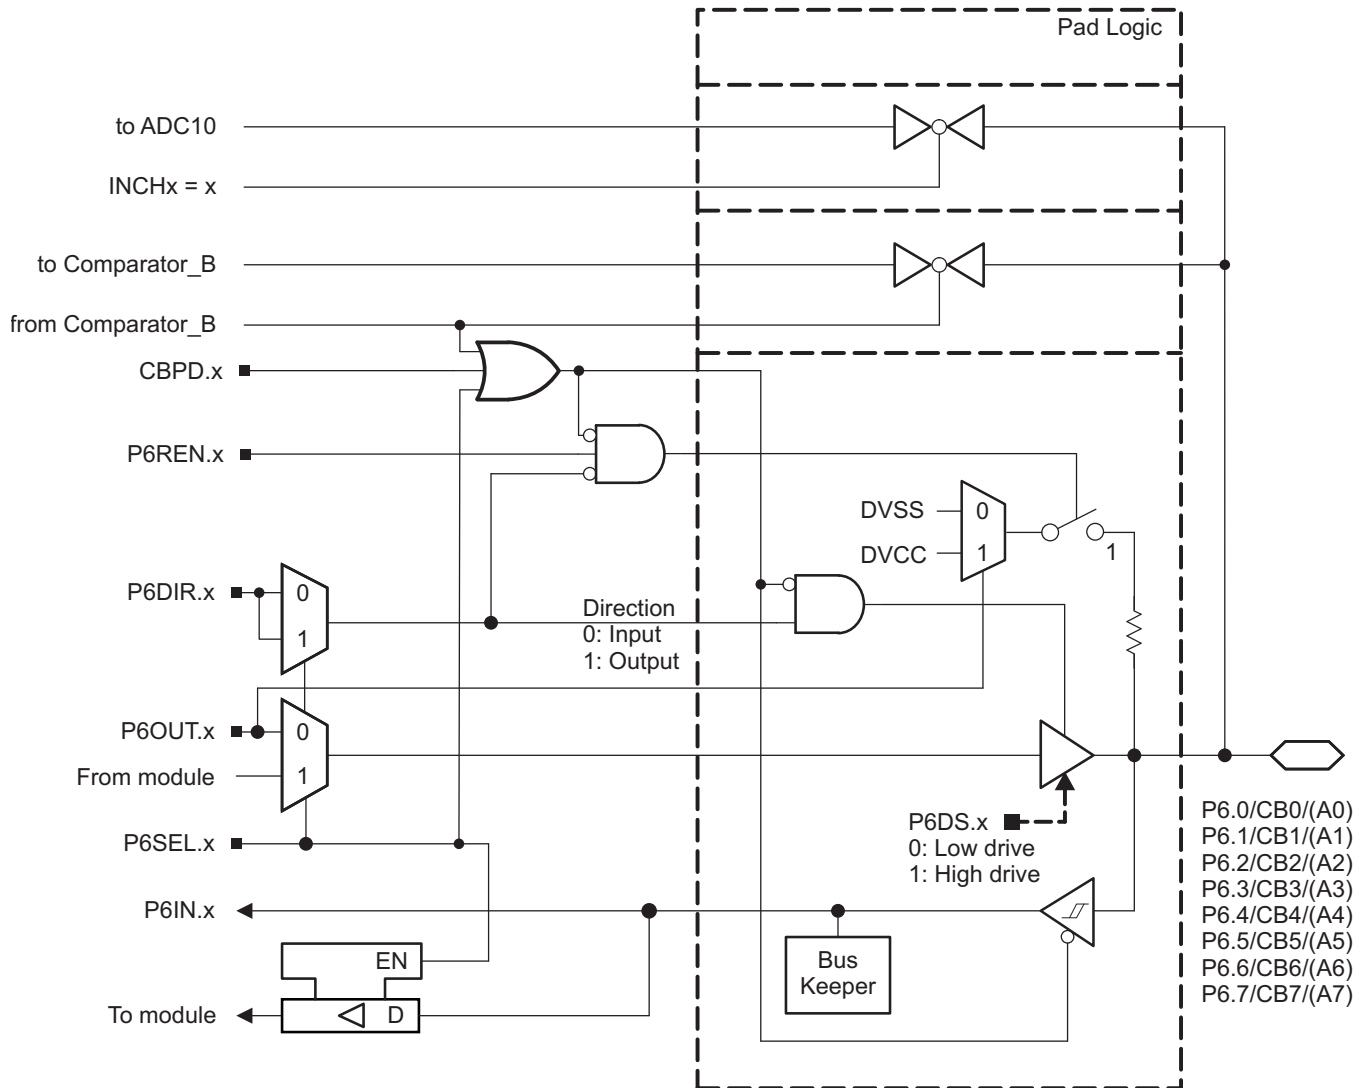 Pad Logic
to ADC10
INCHx = x
to Comparator_B
from Comparator_B
CBPD.x
P6REN.x
DVSS
0
DVCC
1
1
P6DIR.x
0
1
Direction
0: Input
1: Output
P6OUT.x
0
From module
1
P6SEL.x
P6DS.x
0: Low drive
1: High drive
P6IN.x
EN
Bus
Keeper
To module
D
P6.0/CB0/(A0)
P6.1/CB1/(A1)
P6.2/CB2/(A2)
P6.3/CB3/(A3)
P6.4/CB4/(A4)
P6.5/CB5/(A5)
P6.6/CB6/(A6)
P6.7/CB7/(A7)